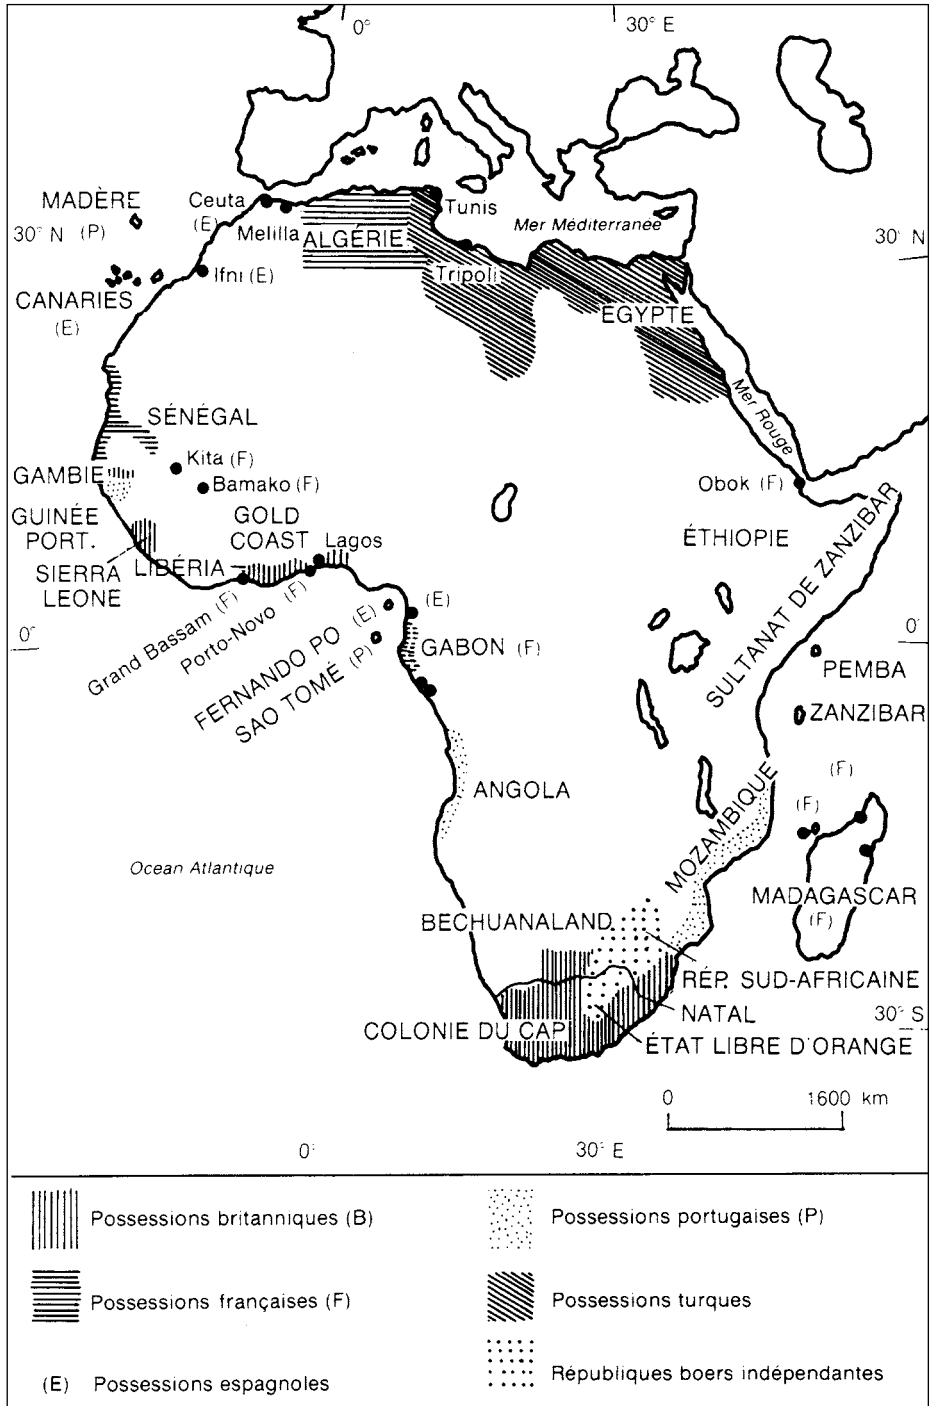 0°
30° E
MADÈRE
30° N (P)
Ceuta
(E)
Melilla
Tunis
Mer Méditerranée
30° N
ALGÉRIE
Ifni (E)
Tripoli
CANARIES
(E)
EGYPTE
Mer Rouge
SÉNÉGAL
Kita (F)
GAMBIE
Bamako (F)
Obok (F)
GUINÉE
PORT.
GOLD
COAST
Lagos
ÉTHIOPIE
SIERRA
LEONE
LIBÉRIA
SULTANAT DE ZANZIBAR
0°
Grand Bassam (F)
Porto-Novo (F)
FERNANDO PO (E)
SAO TOMÉ (P)
(E)
GABON (F)
0°
PEMBA
ZANZIBAR
(F)
ANGOLA
MOZAMBIQUE
(F)
Ocean Atlantique
MADAGASCAR
(F)
BECHUANALAND
RÉP. SUD-AFRICAINE
NATAL
30° S
COLONIE DU CAP
ÉTAT LIBRE D'ORANGE
0 1600 km
0°
30° E
Possessions britanniques (B)
Possessions portugaises (P)
Possessions françaises (F)
Possessions turques
(E) Possessions espagnoles
Républiques boers indépendantes